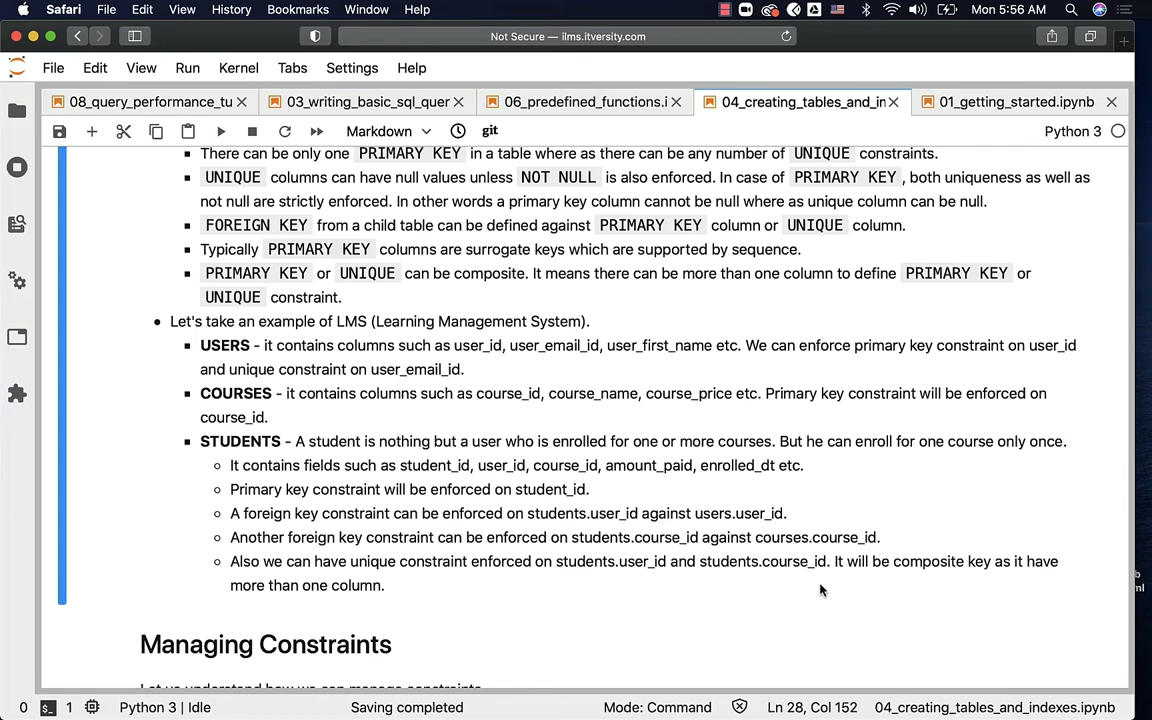 Safari File Edit View History Bookmarks Window Help Mon 5:56 AM
Not Secure — ilms.itversity.com
File Edit View Run Kernel Tabs Settings Help
08_query_performance_tu 03_writing_basic_sql_quer 06_predefined_functions.i 04_creating_tables_and_in 01_getting_started.ipynb
Markdown git Python 3
There can be only one PRIMARY KEY in a table where as there can be any number of UNIQUE constraints.
UNIQUE columns can have null values unless NOT NULL is also enforced. In case of PRIMARY KEY, both uniqueness as well as
not null are strictly enforced. In other words a primary key column cannot be null where as unique column can be null.
FOREIGN KEY from a child table can be defined against PRIMARY KEY column or UNIQUE column.
Typically PRIMARY KEY columns are surrogate keys which are supported by sequence.
PRIMARY KEY or UNIQUE can be composite. It means there can be more than one column to define PRIMARY KEY or
UNIQUE constraint.
Let's take an example of LMS (Learning Management System).
USERS - it contains columns such as user_id, user_email_id, user_first_name etc. We can enforce primary key constraint on user_id
and unique constraint on user_email_id.
COURSES - it contains columns such as course_id, course_name, course_price etc. Primary key constraint will be enforced on
course_id.
STUDENTS - A student is nothing but a user who is enrolled for one or more courses. But he can enroll for one course only once.
It contains fields such as student_id, user_id, course_id, amount_paid, enrolled_dt etc.
Primary key constraint will be enforced on student_id.
A foreign key constraint can be enforced on students.user_id against users.user_id.
Another foreign key constraint can be enforced on students.course_id against courses.course_id.
Also we can have unique constraint enforced on students.user_id and students.course_id. It will be composite key as it have
more than one column.
Managing Constraints
Let us understand how we can manage constraints.
0 1 Python 3 | Idle Saving completed Mode: Command Ln 28, Col 152 04_creating_tables_and_indexes.ipynb